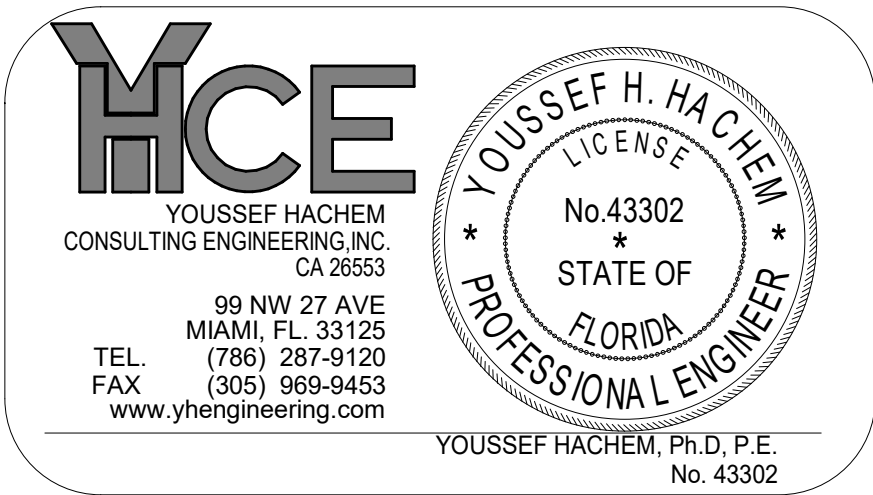 YHCE
YOUSSEF HACHEM
CONSULTING ENGINEERING,INC.
CA 26553
99 NW 27 AVE
MIAMI, FL. 33125
TEL. (786) 287-9120
FAX (305) 969-9453
www.yhengineering.com
* YOUSSEF H. HACHEM *
LICENSE
No.43302
*
STATE OF
FLORIDA
PROFESSIONAL ENGINEER
YOUSSEF HACHEM, Ph.D, P.E.
No. 43302